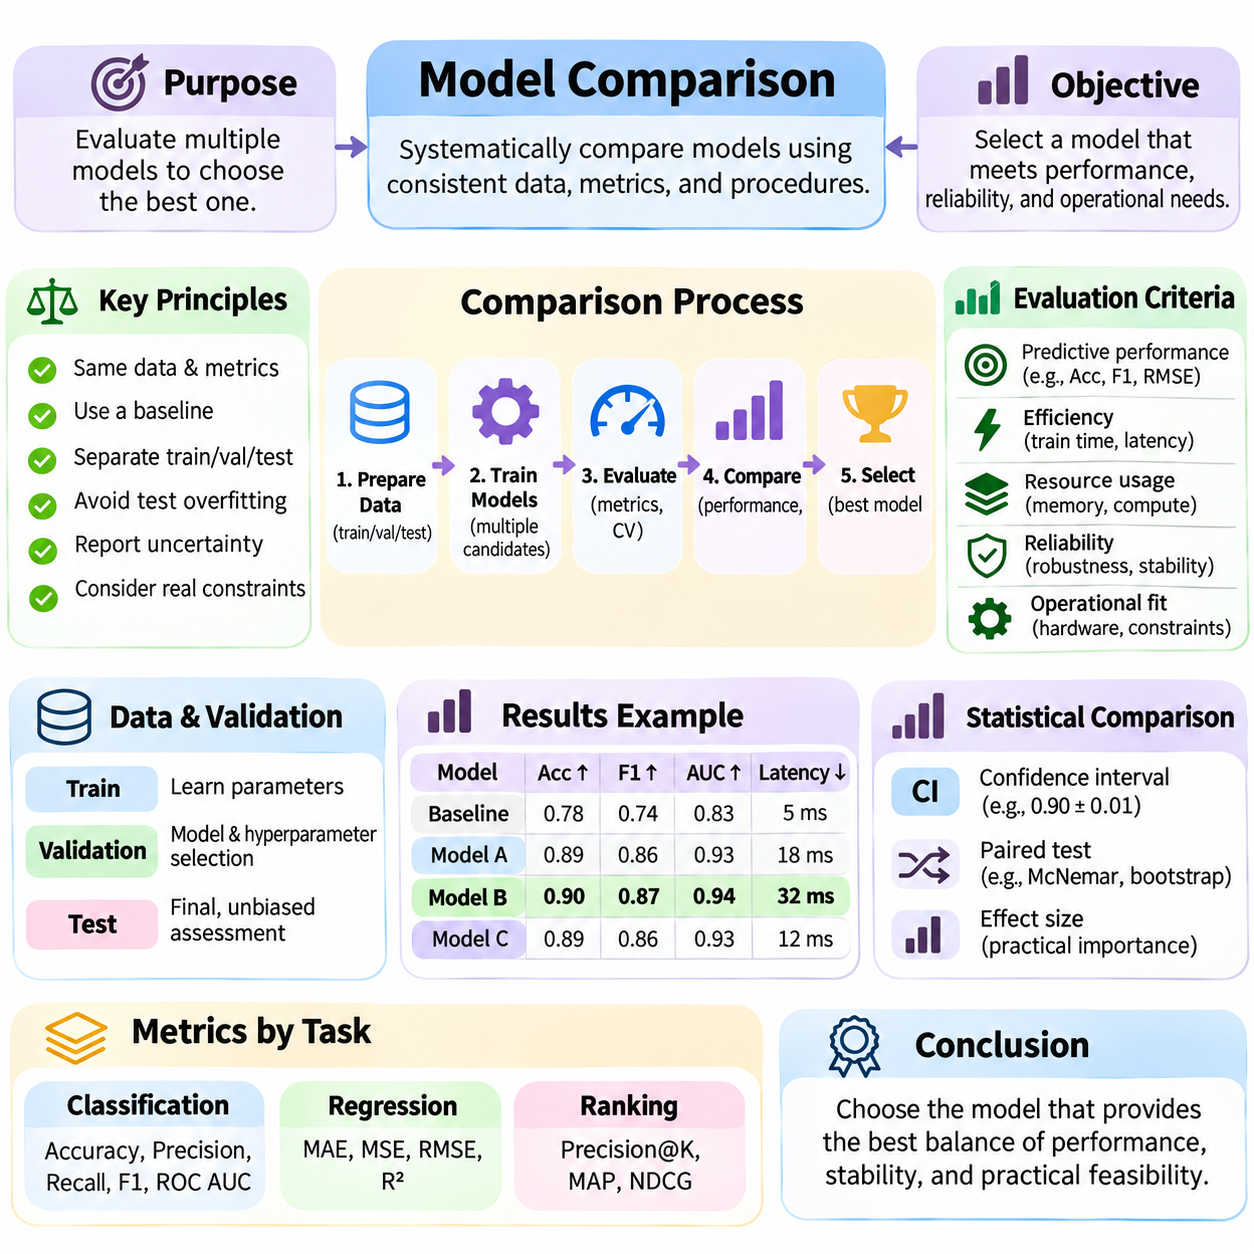 Purpose
Evaluate multiple
models to choose
the best one.
Model Comparison
Systematically compare models using
consistent data, metrics, and procedures.
Objective
Select a model that
meets performance,
reliability, and operational needs.
Key Principles
Same data & metrics
Use a baseline
Separate train/val/test
Avoid test overfitting
Report uncertainty
Consider real constraints
Comparison Process
1. Prepare
Data
(train/val/test)
2. Train
Models
(multiple
candidates)
3. Evaluate
(metrics,
CV)
4. Compare
(performance,
5. Select
(best model
Evaluation Criteria
Predictive performance
(e.g., Acc, F1, RMSE)
Efficiency
(train time, latency)
Resource usage
(memory, compute)
Reliability
(robustness, stability)
Operational fit
(hardware, constraints)
Data & Validation
Train Learn parameters
Validation Model & hyperparameter
selection
Test Final, unbiased
assessment
Results Example
Model Acc ↑ F1 ↑ AUC ↑ Latency ↓
Baseline 0.78 0.74 0.83 5 ms
Model A 0.89 0.86 0.93 18 ms
Model B 0.90 0.87 0.94 32 ms
Model C 0.89 0.86 0.93 12 ms
Statistical Comparison
CI Confidence interval
(e.g., 0.90 ± 0.01)
Paired test
(e.g., McNemar, bootstrap)
Effect size
(practical importance)
Metrics by Task
Classification
Accuracy, Precision,
Recall, F1, ROC AUC
Regression
MAE, MSE, RMSE,
R²
Ranking
Precision@K,
MAP, NDCG
Conclusion
Choose the model that provides
the best balance of performance,
stability, and practical feasibility.